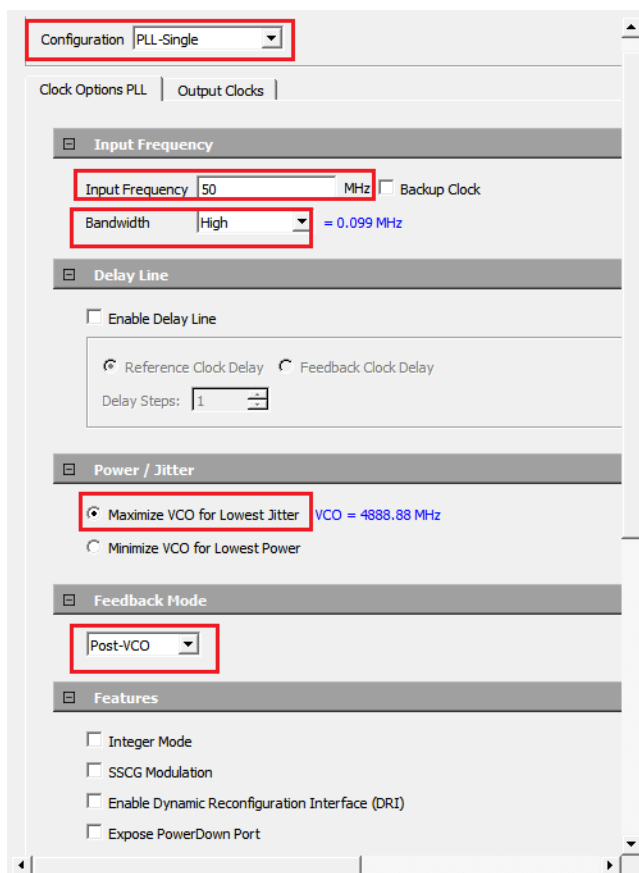 Configuration PLL-Single
Clock Options PLL Output Clocks
Input Frequency
Input Frequency 50 MHz Backup Clock
Bandwidth High = 0.099 MHz
Delay Line
Enable Delay Line
Reference Clock Delay Feedback Clock Delay
Delay Steps: 1
Power / Jitter
Maximize VCO for Lowest Jitter VCO = 4888.88 MHz
Minimize VCO for Lowest Power
Feedback Mode
Post-VCO
Features
Integer Mode
SSCG Modulation
Enable Dynamic Reconfiguration Interface (DRI)
Expose PowerDown Port